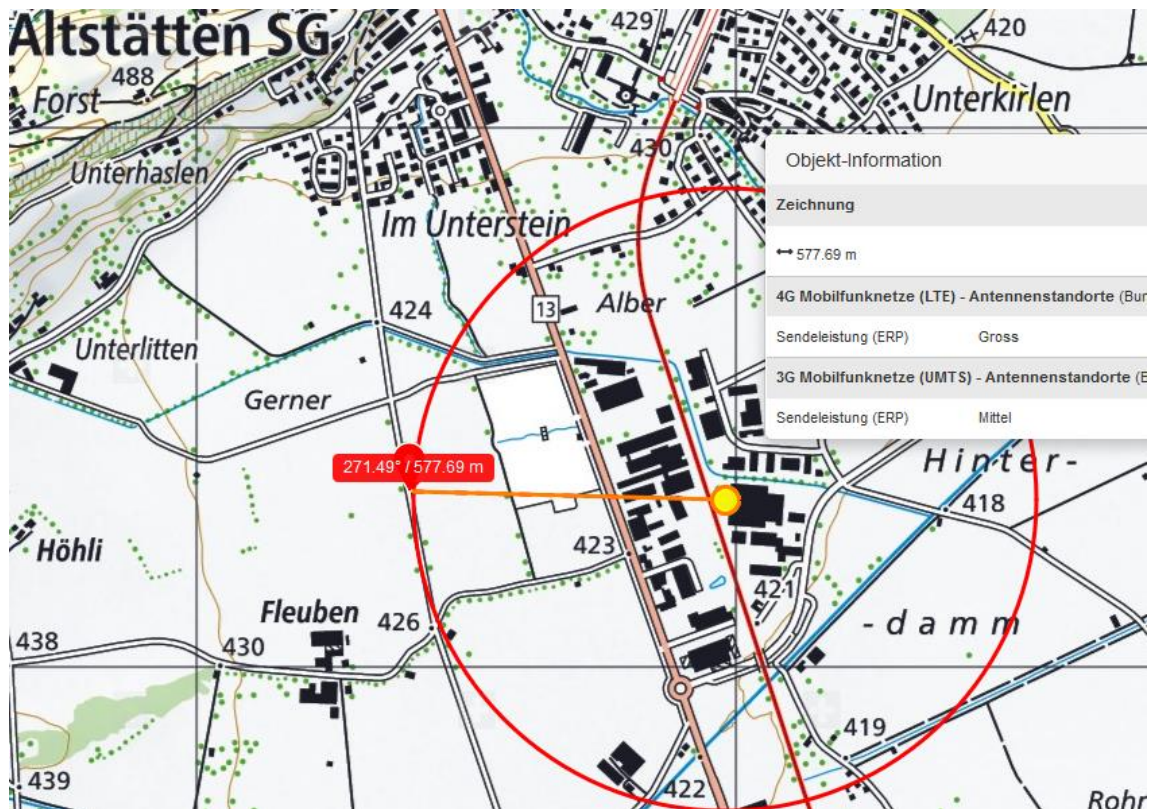 Altstätten SG
429
420
488
Forst
424
Unterkirlen
430
Unterhaslen
Objekt-Information
Zeichnung
Im Unterstein
577.69 m
13
Alber
4G Mobilfunknetze (LTE) - Antennenstandorte (Bur
424
Unterlitten
Sendeleistung (ERP) Gross
3G Mobilfunknetze (UMTS) - Antennenstandorte (B
Gerner
Sendeleistung (ERP) Mittel
271.49° / 577.69 m
Hinter-
418
Höhli
423
421
Fleuben
426
-damm
438
430
419
439
422
Rohr